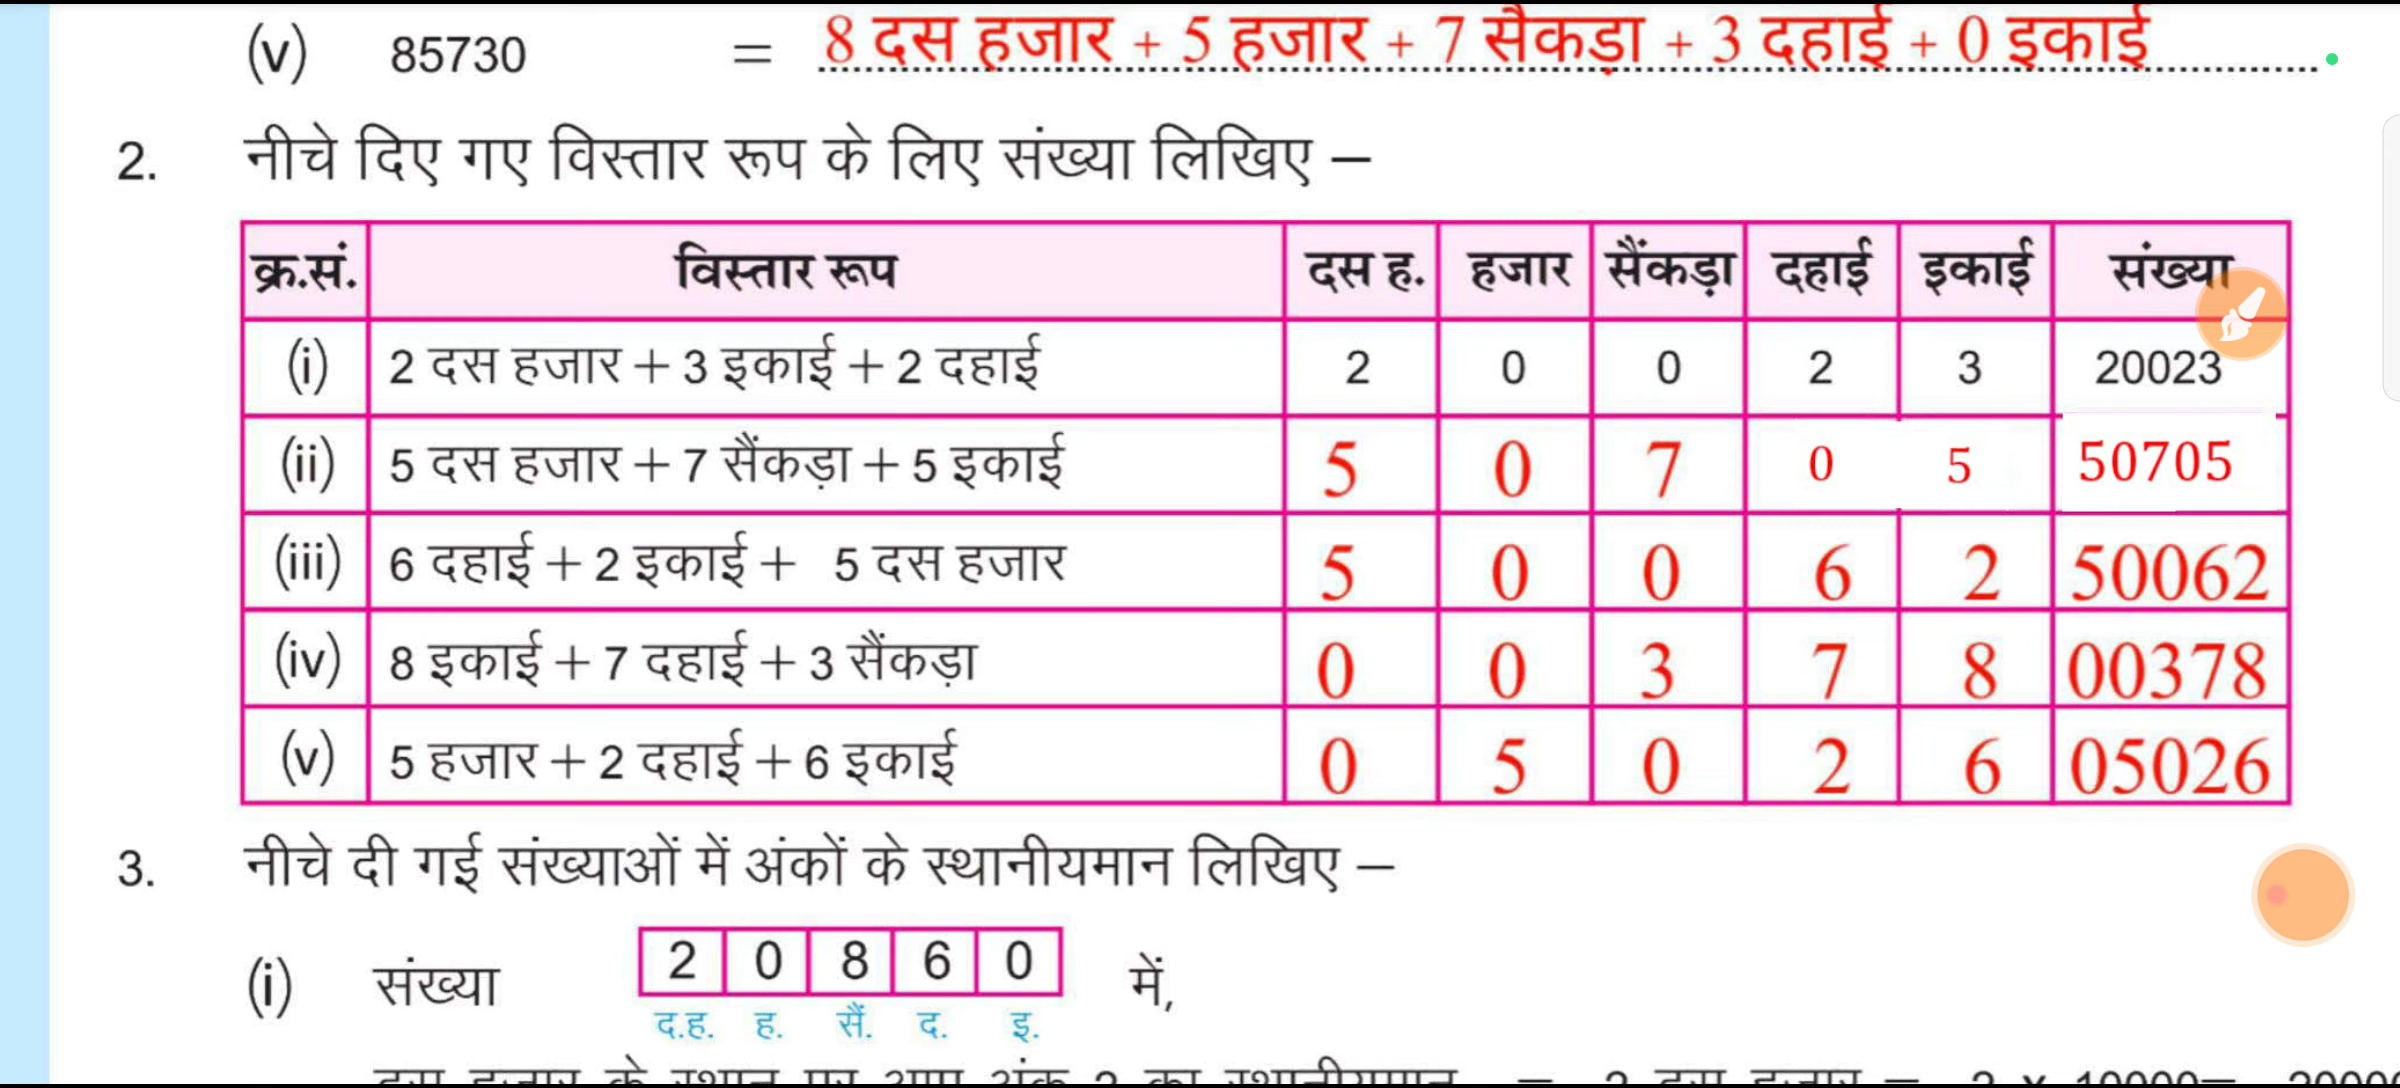 (v) 85730 = 8 दस हजार + 5 हजार + 7 सैकड़ा + 3 दहाई + 0 इकाई
2. नीचे दिए गए विस्तार रूप के लिए संख्या लिखिए –
क्र.सं. विस्तार रूप दस ह. हजार सैंकड़ा दहाई इकाई संख्या
(i) 2 दस हजार + 3 इकाई + 2 दहाई 2 0 0 2 3 20023
(ii) 5 दस हजार + 7 सैंकड़ा + 5 इकाई 5 0 7 0 5 50705
(iii) 6 दहाई + 2 इकाई + 5 दस हजार 5 0 0 6 2 50062
(iv) 8 इकाई + 7 दहाई + 3 सैंकड़ा 0 0 3 7 8 00378
(v) 5 हजार + 2 दहाई + 6 इकाई 0 5 0 2 6 05026
3. नीचे दी गई संख्याओं में अंकों के स्थानीयमान लिखिए –
(i) संख्या 2 0 8 6 0 में,
द.ह. ह. सैं. द. इ.